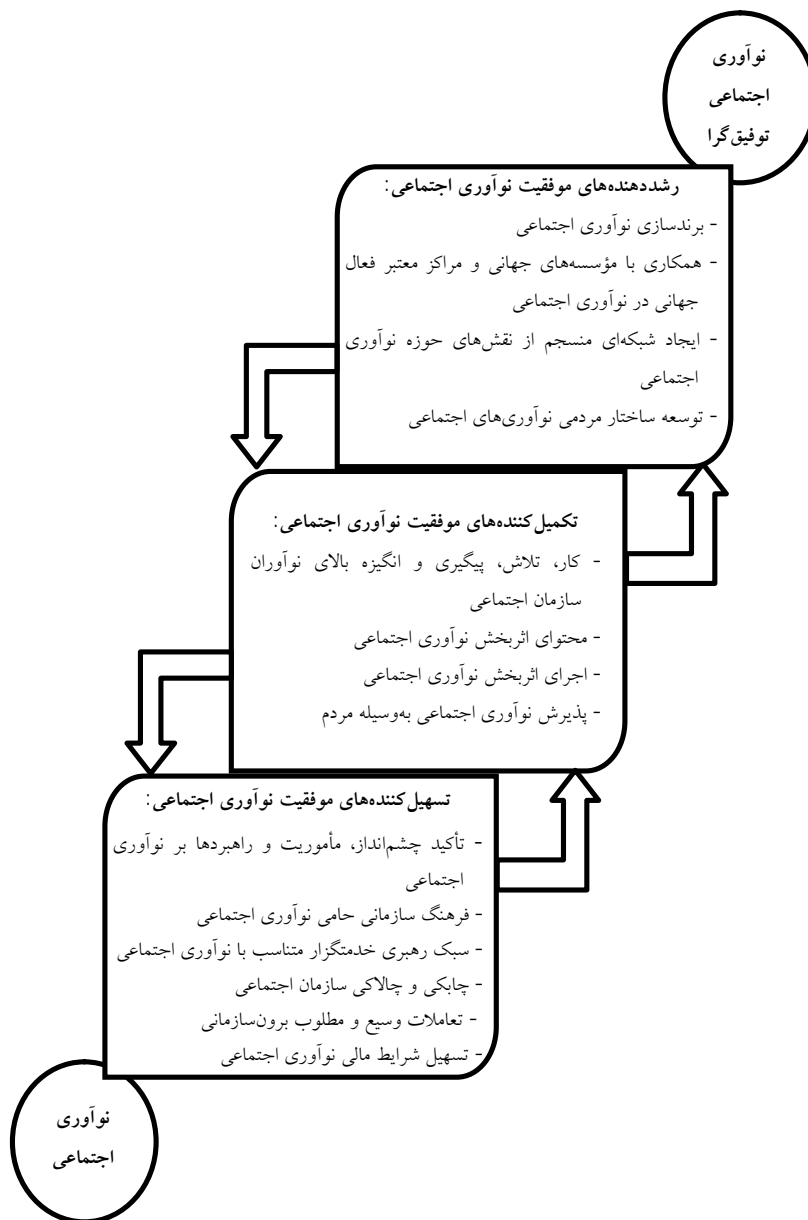 نوآوری
اجتماعی
توفیق‌گرا
رشددهنده‌های موفقیت نوآوری اجتماعی:
- برندسازی نوآوری اجتماعی
- همکاری با مؤسسه‌های جهانی و مراکز معتبر فعال
جهانی در نوآوری اجتماعی
- ایجاد شبکه‌ای منسجم از نقش‌های حوزه نوآوری
اجتماعی
- توسعه ساختار مردمی نوآوری‌های اجتماعی
تکمیل‌کننده‌های موفقیت نوآوری اجتماعی:
- کار، تلاش، پیگیری و انگیزه بالای نوآوران
سازمان اجتماعی
- محتوای اثربخش نوآوری اجتماعی
- اجرای اثربخش نوآوری اجتماعی
- پذیرش نوآوری اجتماعی به‌وسیله مردم
تسهیل‌کننده‌های موفقیت نوآوری اجتماعی:
- تأکید چشم‌انداز، مأموریت و راهبردها بر نوآوری
اجتماعی
- فرهنگ سازمانی حامی نوآوری اجتماعی
- سبک رهبری خدمتگزار متناسب با نوآوری اجتماعی
- چابکی و چالاکی سازمان اجتماعی
- تعاملات وسیع و مطلوب برون‌سازمانی
- تسهیل شرایط مالی نوآوری اجتماعی
نوآوری
اجتماعی